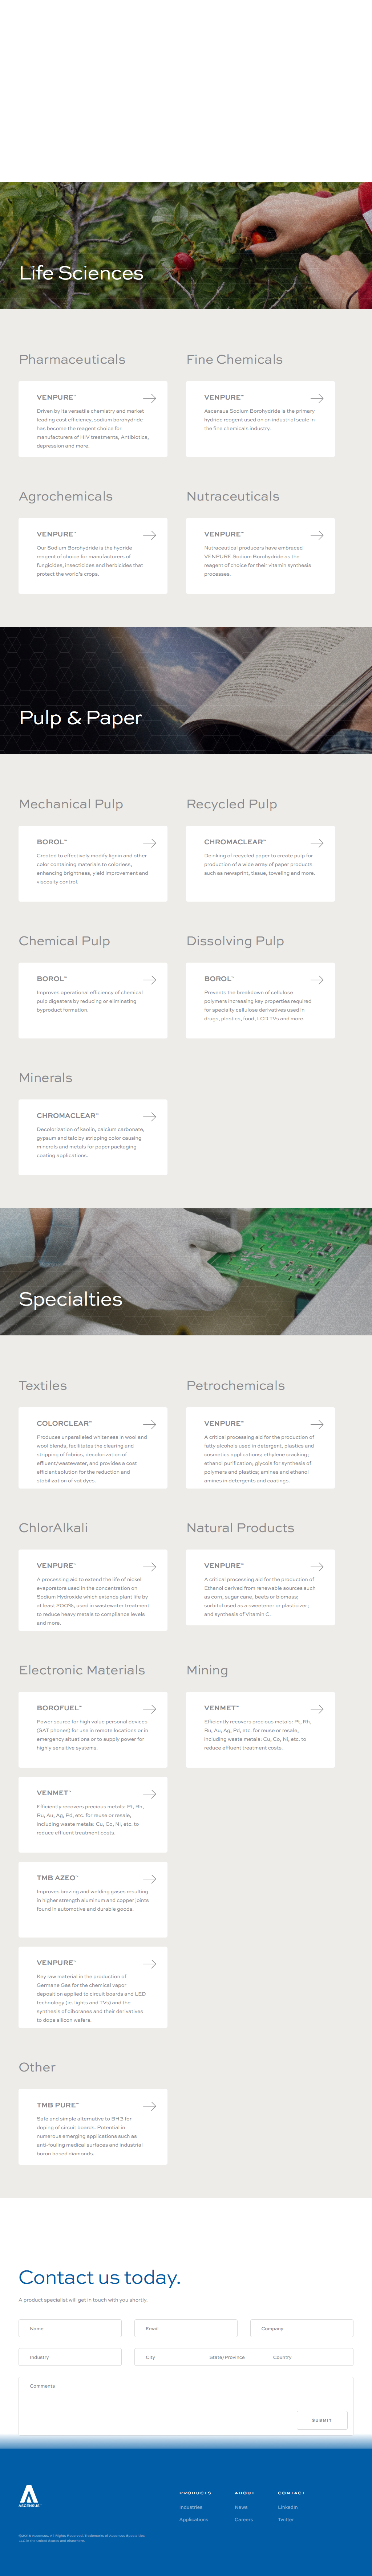 Life Sciences
Pharmaceuticals
VENPURE™
Driven by its versatile chemistry and market
leading cost efficiency, sodium borohydride
has become the reagent choice for
manufacturers of HIV treatments, Antibiotics,
depression and more.
Fine Chemicals
VENPURE™
Ascensus Sodium Borohydride is the primary
hydride reagent used on an industrial scale in
the fine chemicals industry.
Agrochemicals
VENPURE™
Our Sodium Borohydride is the hydride
reagent of choice for manufacturers of
fungicides, insecticides and herbicides that
protect the world's crops.
Nutraceuticals
VENPURE™
Nutraceutical producers have embraced
VENPURE Sodium Borohydride as the
reagent of choice for their vitamin synthesis
processes.
Pulp & Paper
Mechanical Pulp
BOROL™
Created to effectively modify lignin and other
color containing materials to colorless,
enhancing brightness, yield improvement and
viscosity control.
Recycled Pulp
CHROMACLEAR™
Deinking of recycled paper to create pulp for
production of a wide array of paper products
such as newsprint, tissue, toweling and more.
Chemical Pulp
BOROL™
Improves operational efficiency of chemical
pulp digesters by reducing or eliminating
byproduct formation.
Dissolving Pulp
BOROL™
Prevents the breakdown of cellulose
polymers increasing key properties required
for specialty cellulose derivatives used in
drugs, plastics, food, LCD TVs and more.
Minerals
CHROMACLEAR™
Decolorization of kaolin, calcium carbonate,
gypsum and talc by stripping color causing
minerals and metals for paper packaging
coating applications.
Specialties
Textiles
COLORCLEAR™
Produces unparalleled whiteness in wool and
wool blends, facilitates the clearing and
stripping of fabrics, decolorization of
effluent/wastewater, and provides a cost
efficient solution for the reduction and
stabilization of vat dyes.
Petrochemicals
VENPURE™
A critical processing aid for the production of
fatty alcohols used in detergent, plastics and
cosmetics applications, ethylene cracking;
ethanol purification; glycols for synthesis of
polymers and plastics; amines and ethanol
amines in detergents and coatings.
ChlorAlkali
VENPURE™
A processing aid to extend the life of nickel
evaporators used in the concentration on
Sodium Hydroxide which extends plant life by
at least 200%, used in wastewater treatment
to reduce heavy metals to compliance levels
and more.
Natural Products
VENPURE™
A critical processing aid for the production of
Ethanol derived from renewable sources such
as corn, sugar cane, beets or biomass;
sorbitol used as a sweetener or plasticizer;
and synthesis of Vitamin C.
Electronic Materials
BOROFUEL™
Power source for high value personal devices
(SAT phones) for use in remote locations or in
emergency situations or to supply power for
highly sensitive systems.
Mining
VENMET™
Efficiently recovers precious metals: Pt, Rh,
Ru, Au, Ag, Pd, etc. for reuse or resale,
including waste metals: Cu, Co, Ni, etc. to
reduce effluent treatment costs.
VENMET™
Efficiently recovers precious metals: Pt, Rh,
Ru, Au, Ag, Pd, etc. for reuse or resale,
including waste metals: Cu, Co, Ni, etc. to
reduce effluent treatment costs.
TMB AZEO™
Improves brazing and welding gases resulting
in higher strength aluminum and copper joints
found in automotive and durable goods.
VENPURE™
Key raw material in the production of
Germane Gas for the chemical vapor
deposition applied to circuit boards and LED
technology (ie. lights and TVs) and the
synthesis of diboranes and their derivatives
to dope silicon wafers.
Other
TMB PURE™
Safe and simple alternative to BH3 for
doping of circuit boards. Potential in
numerous emerging applications such as
anti-fouling medical surfaces and industrial
boron based diamonds.
Contact us today.
A product specialist will get in touch with you shortly.
Name
Email
Company
Industry
City
State/Province
Country
Comments
SUBMIT
ASCENSUS
PRODUCTS
Industries
Applications
ABOUT
News
Careers
CONTACT
LinkedIn
Twitter
Ascensus. All Rights Reserved. Trademarks of Ascensus Specialties
LLC in the United States and elsewhere.